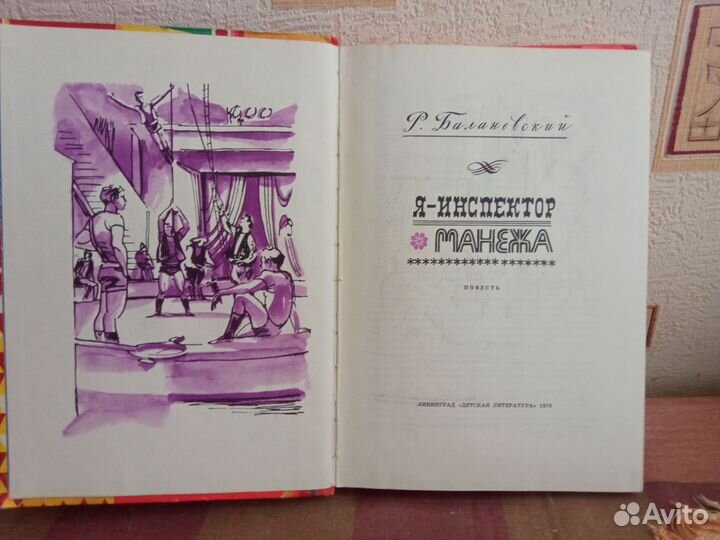 Р. Балановский
Я-ИНСПЕКТОР
МАНЕЖА
*******************
ПОВЕСТЬ
ЛЕНИНГРАД «ДЕТСКАЯ ЛИТЕРАТУРА» 1976
Avito